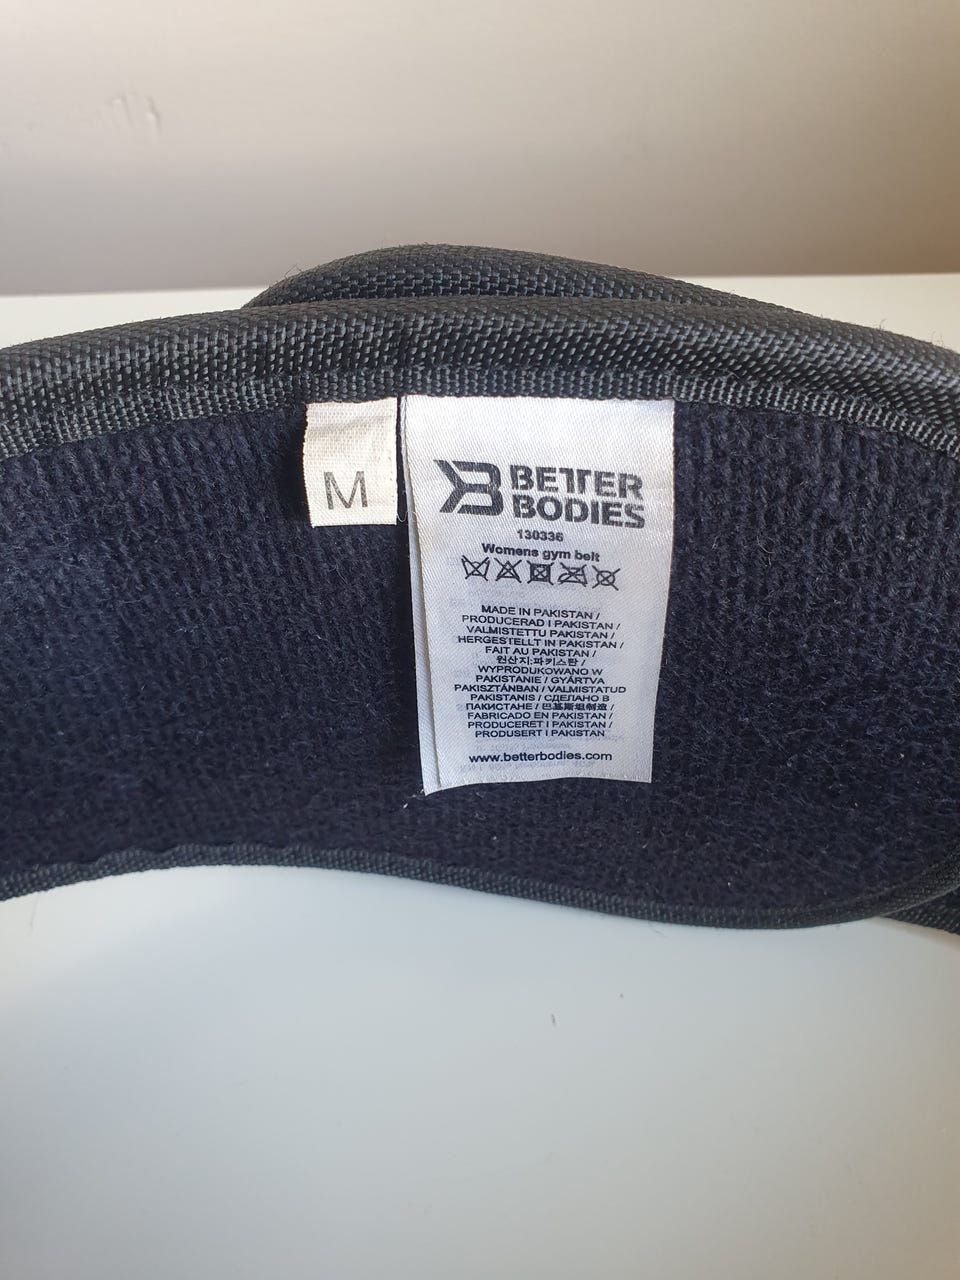 M
BETTER
BODIES
130336
Womens gym belt
MADE IN PAKISTAN /
PRODUCERAD I PAKISTAN /
VALMISTETTU PAKISTAN /
HERGESTELLT IN PAKISTAN /
FAIT AU PAKISTAN /
원산지:파키스탄 /
WYPRODUKOWANO W
PAKISTANIE / GYÁRTVA
PAKISZTÁNBAN / VALMISTATUD
PAKISTANIS / СДЕЛАНО В
ПАКИСТАНЕ / 巴基斯坦制造 /
FABRICADO EN PAKISTAN /
PRODUCERET I PAKISTAN /
PRODUSERT I PAKISTAN
www.betterbodies.com